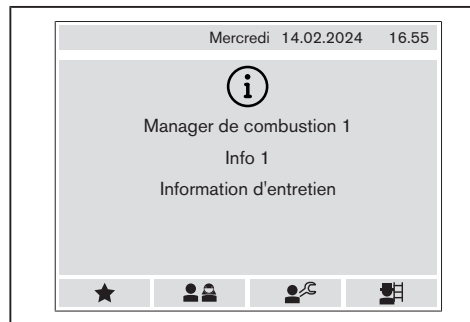 Mercredi 14.02.2024 16.55
Manager de combustion 1
Info 1
Information d'entretien